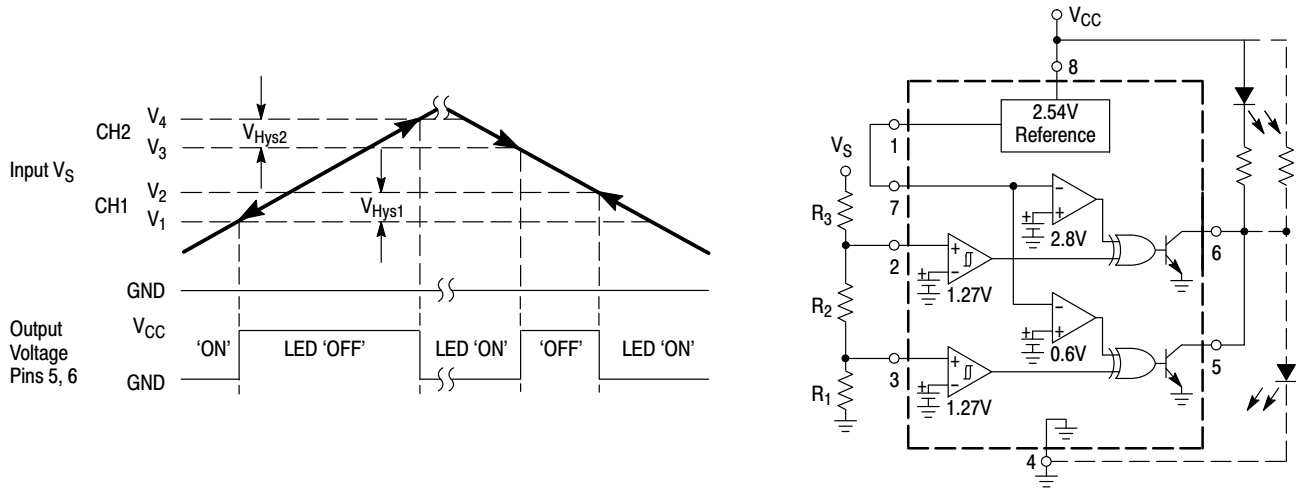 V4
CH2
VHys2
V3
Input VS
V2
CH1
VHys1
V1
GND
Output
Voltage
Pins 5, 6
VCC
GND
'ON'
LED 'OFF'
LED 'ON'
'OFF'
LED 'ON'
VCC
8
2.54V
Reference
1
VS
7
R3
2.8V
6
2
1.27V
R2
0.6V
5
3
1.27V
R1
4